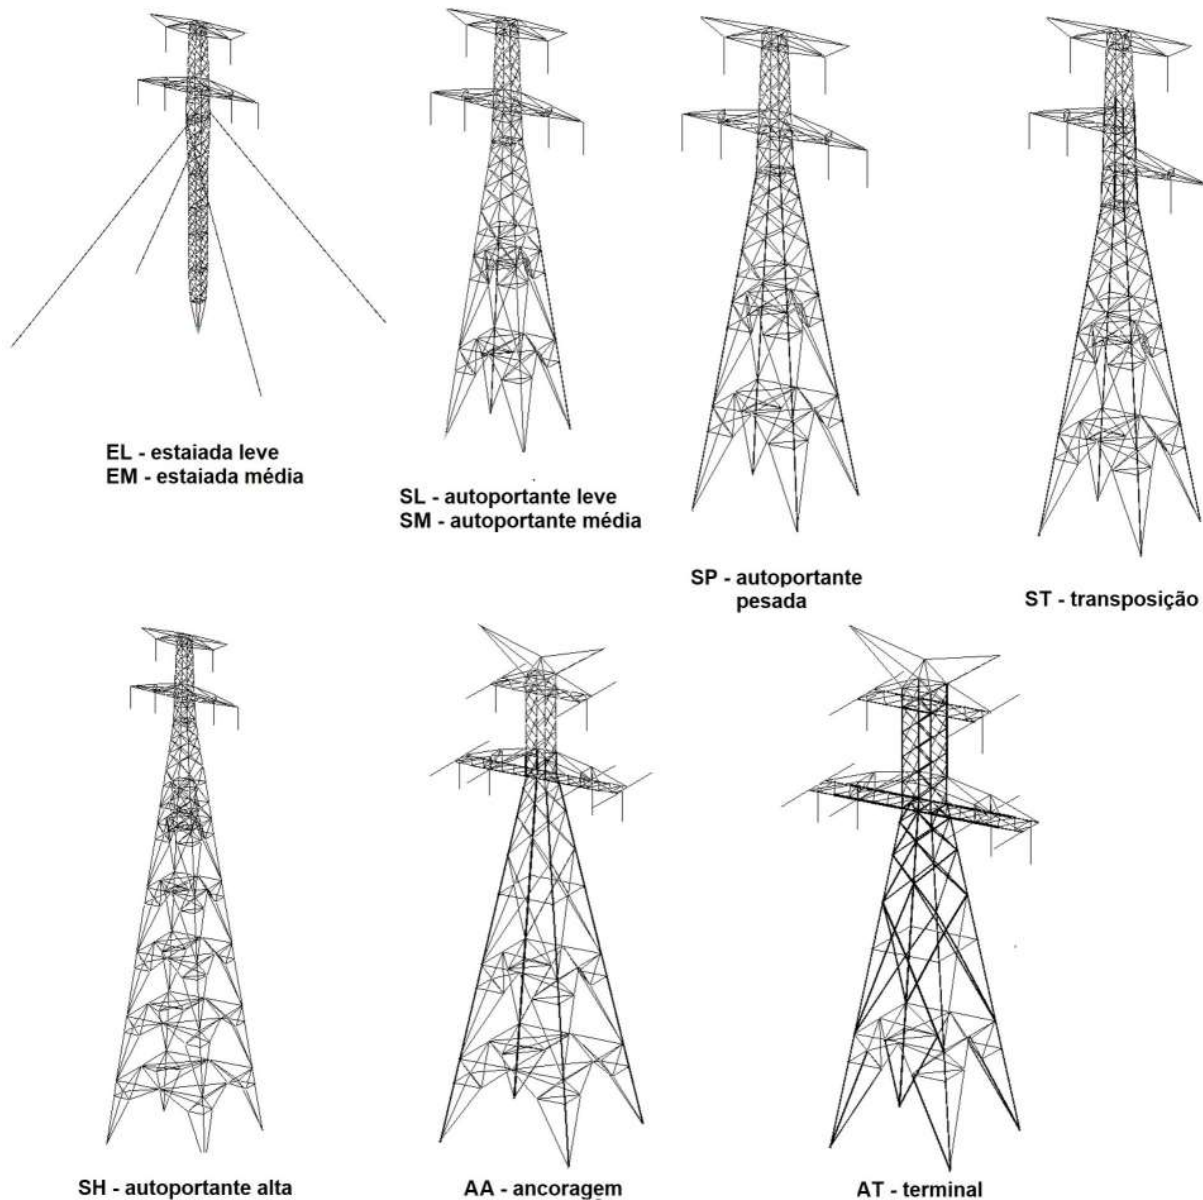 EL - estaiada leve
EM - estaiada média
SL - autoportante leve
SM - autoportante média
SP - autoportante
pesada
ST - transposição
SH - autoportante alta
AA - ancoragem
AT - terminal